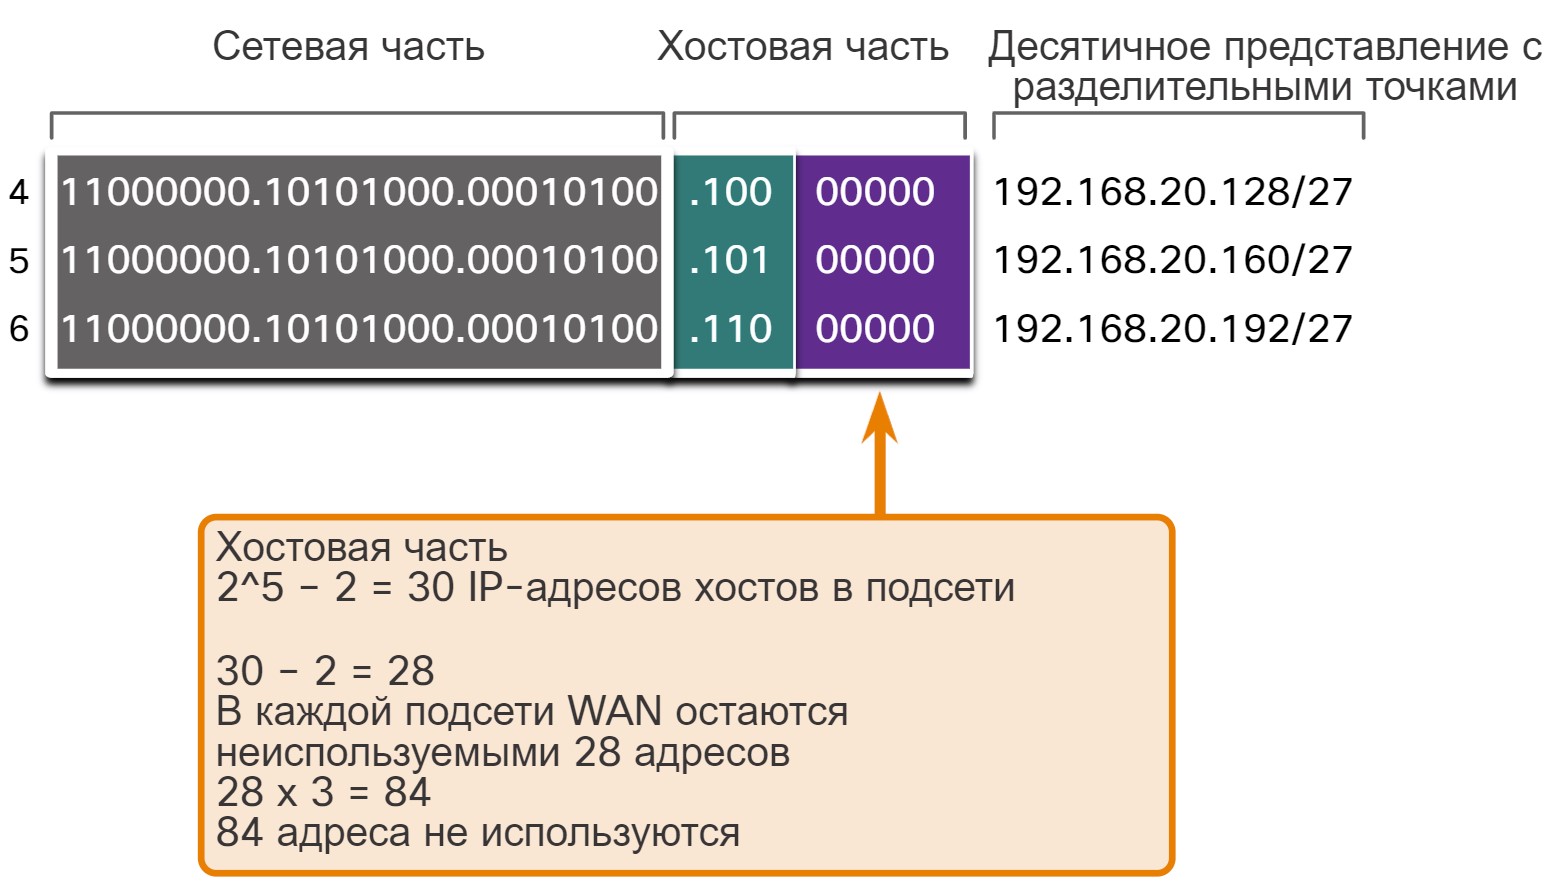 Сетевая часть
Хостовая часть
Десятичное представление с
разделительными точками
4 11000000.10101000.00010100 .100 00000 192.168.20.128/27
5 11000000.10101000.00010100 .101 00000 192.168.20.160/27
6 11000000.10101000.00010100 .110 00000 192.168.20.192/27
Хостовая часть
2^5 – 2 = 30 IP-адресов хостов в подсети
30 – 2 = 28
В каждой подсети WAN остаются
неиспользуемыми 28 адресов
28 x 3 = 84
84 адреса не используются